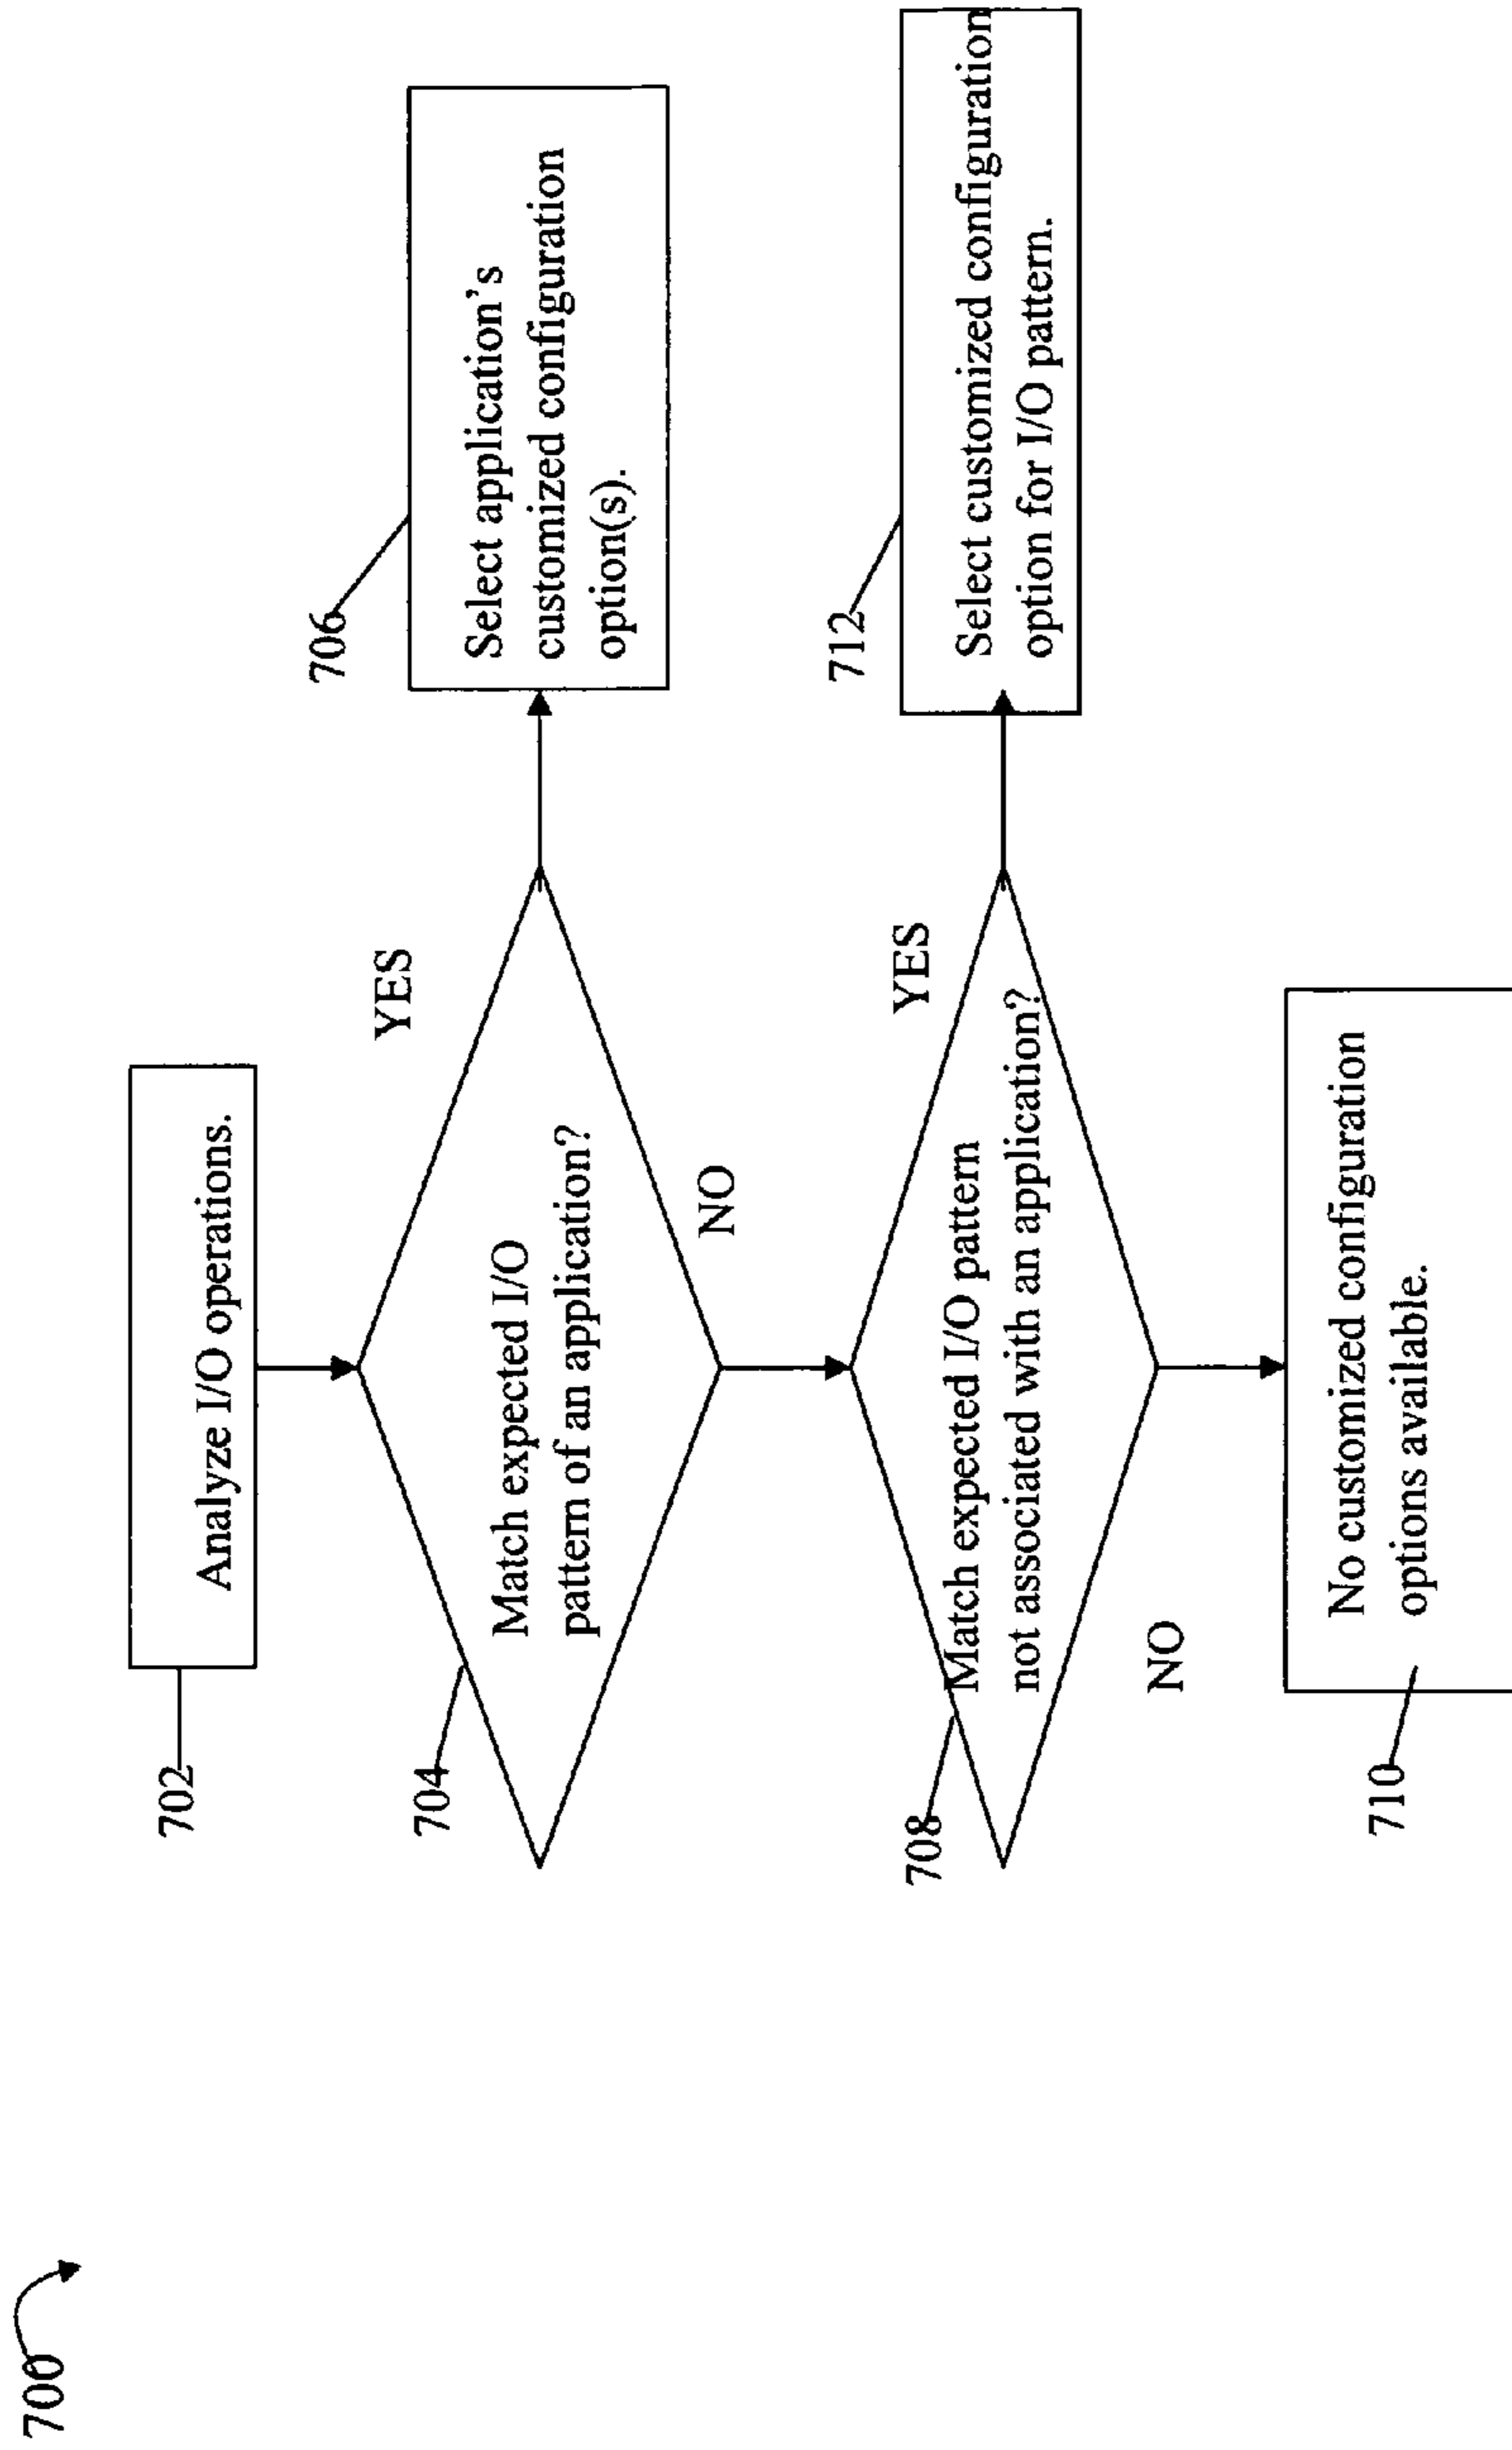 700
702
Analyze I/O operations.
704
Match expected I/O
pattern of an application?
YES
706
Select application's
customized configuration
option(s).
NO
708
Match expected I/O pattern
not associated with an application?
YES
712
Select customized configuration
option for I/O pattern.
NO
710
No customized configuration
options available.